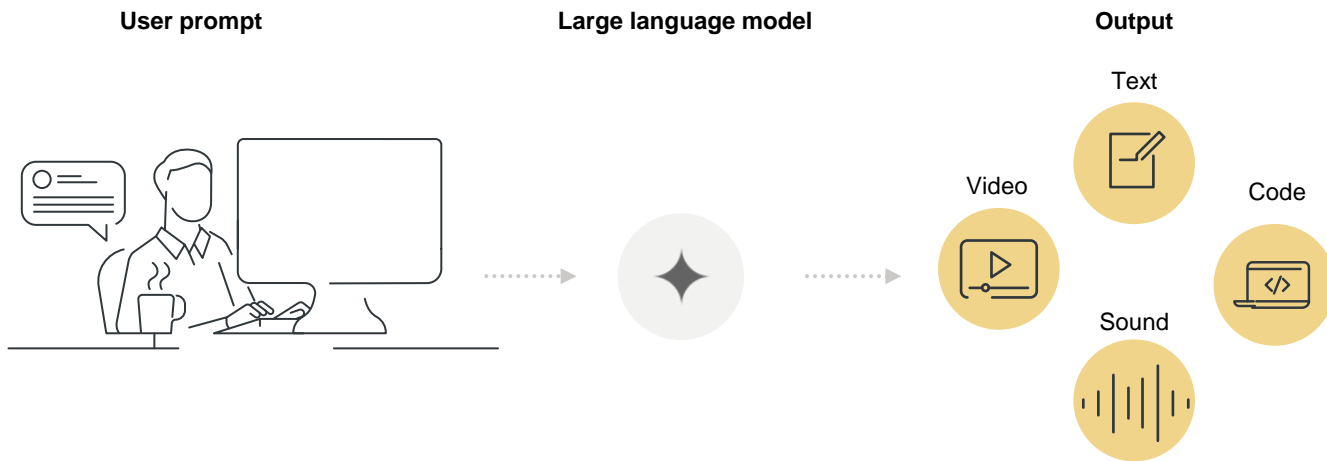 User prompt
Large language model
Output
Text
Video
Code
</>
Sound